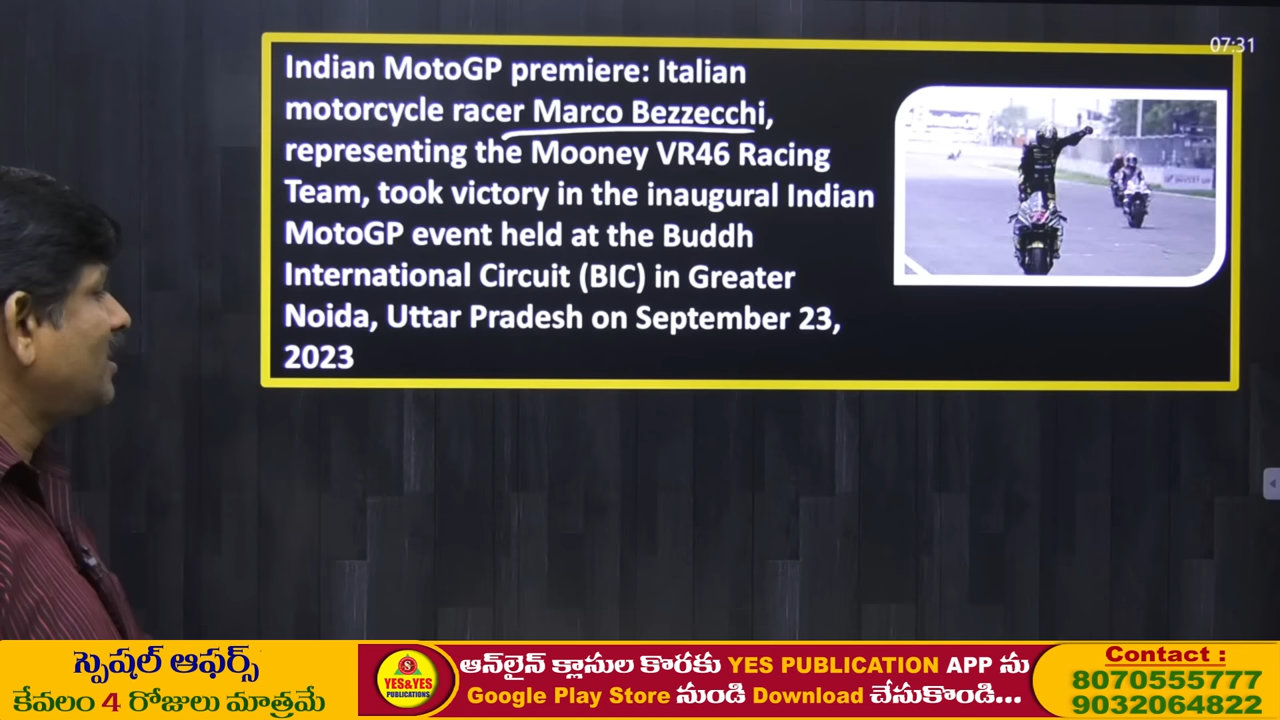 07:31
Indian MotoGP premiere: Italian
motorcycle racer Marco Bezzecchi,
representing the Mooney VR46 Racing
Team, took victory in the inaugural Indian
MotoGP event held at the Buddh
International Circuit (BIC) in Greater
Noida, Uttar Pradesh on September 23,
2023
స్పెషల్ ఆఫర్స్
కేవలం 4 రోజులు మాత్రమే
S
YES&YES
PUBLICATIONS
ఆన్‌లైన్ క్లాసుల కొరకు YES PUBLICATION APP ను
Google Play Store నుండి Download చేసుకొండి...
Contact :
8070555777
9032064822